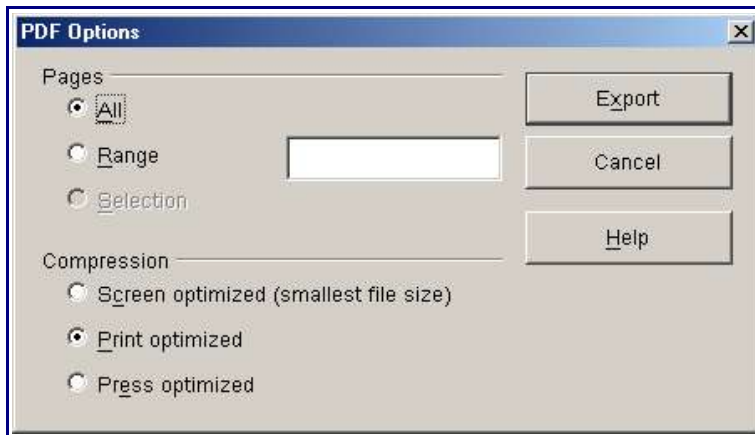 PDF Options
Pages
All
Range
Selection
Export
Cancel
Help
Compression
Screen optimized (smallest file size)
Print optimized
Press optimized